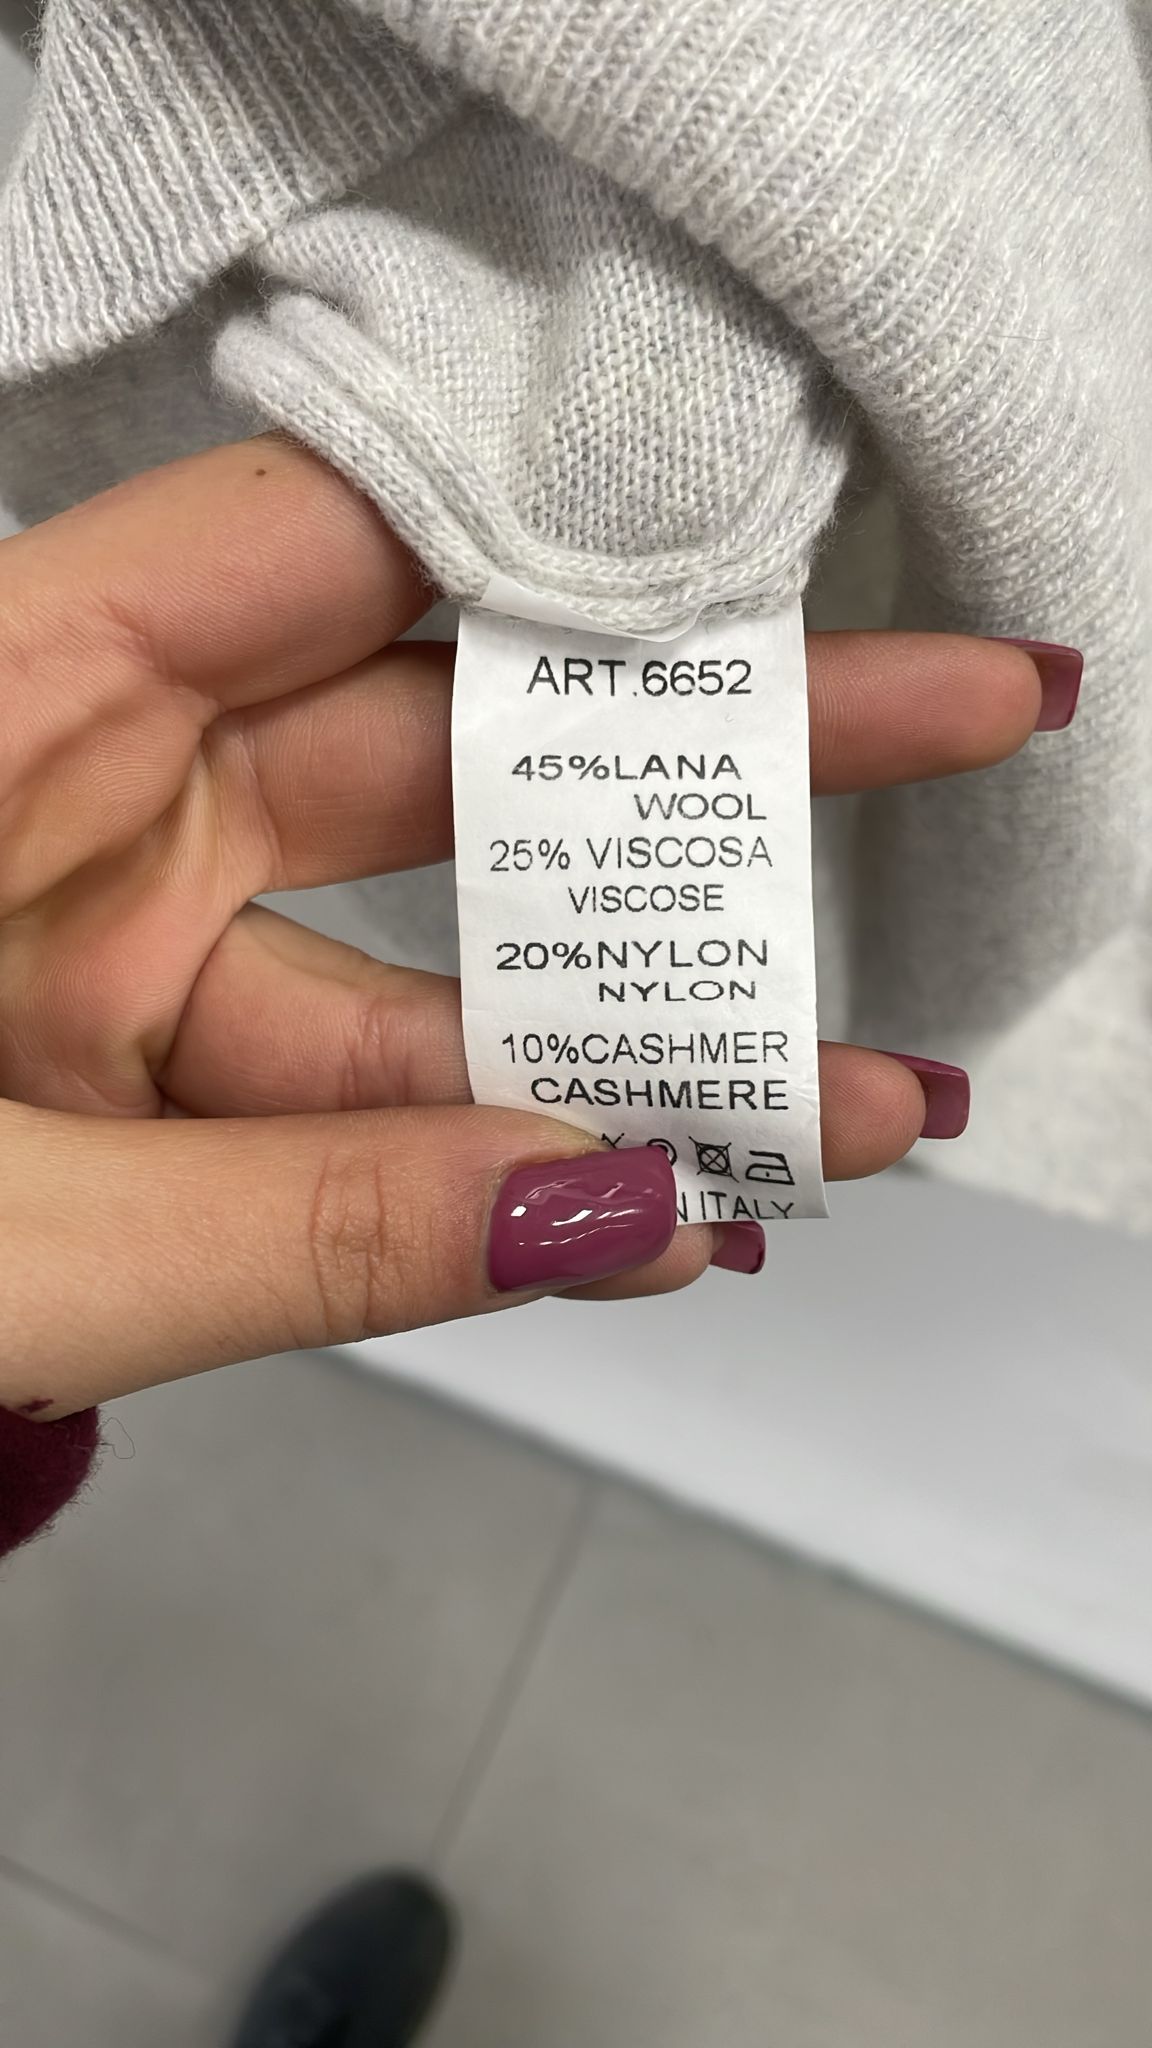 ART.6652
45%LANA
WOOL
25% VISCOSA
VISCOSE
20%NYLON
NYLON
10%CASHMER
CASHMERE
ITALY